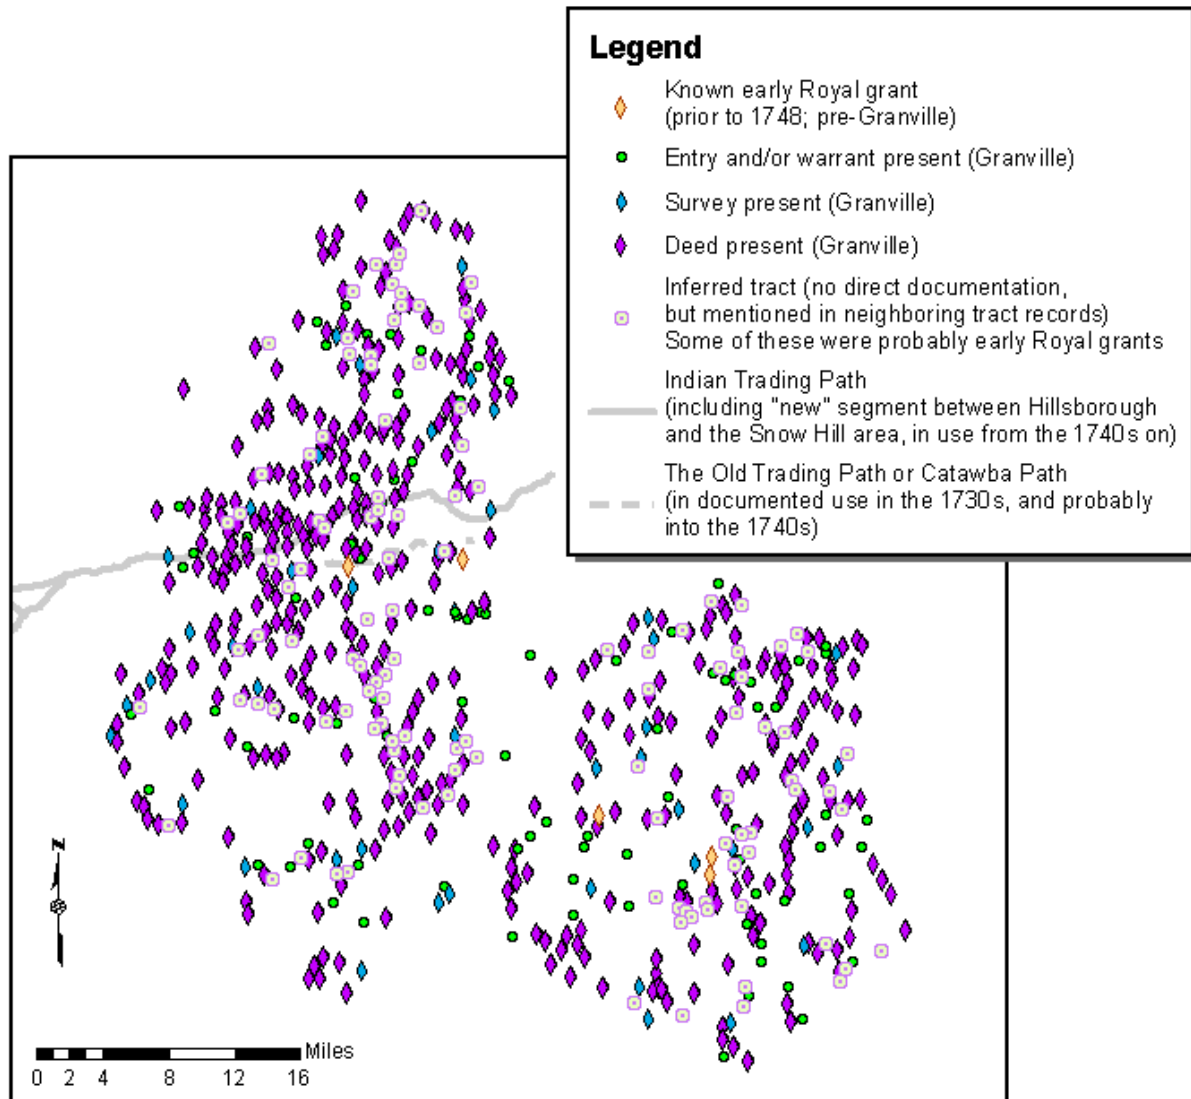 Legend
Known early Royal grant
(prior to 1748; pre-Granville)
Entry and/or warrant present (Granville)
Survey present (Granville)
Deed present (Granville)
Inferred tract (no direct documentation,
but mentioned in neighboring tract records)
Some of these were probably early Royal grants
Indian Trading Path
(including "new" segment between Hillsborough
and the Snow Hill area, in use from the 1740s on)
The Old Trading Path or Catawba Path
(in documented use in the 1730s, and probably
into the 1740s)
N
Miles
0 2 4 8 12 16